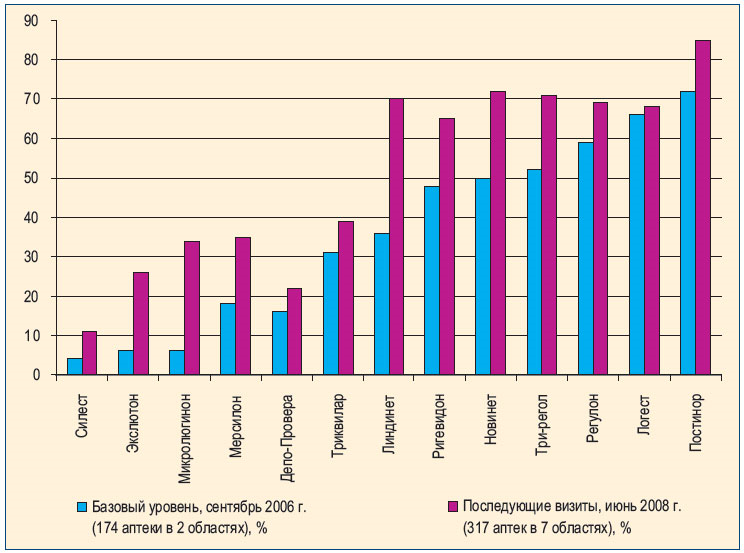 90
80
70
60
50
40
30
20
10
0
Силест
Экслютон
Микролюгинон
Мерсилон
Депо-Провера
Триквилар
Линдинет
Ригевидон
Новинет
Три-регол
Регулон
Логест
Постинор
Базовый уровень, сентябрь 2006 г.
(174 аптеки в 2 областях), %
Последующие визиты, июнь 2008 г.
(317 аптек в 7 областях), %